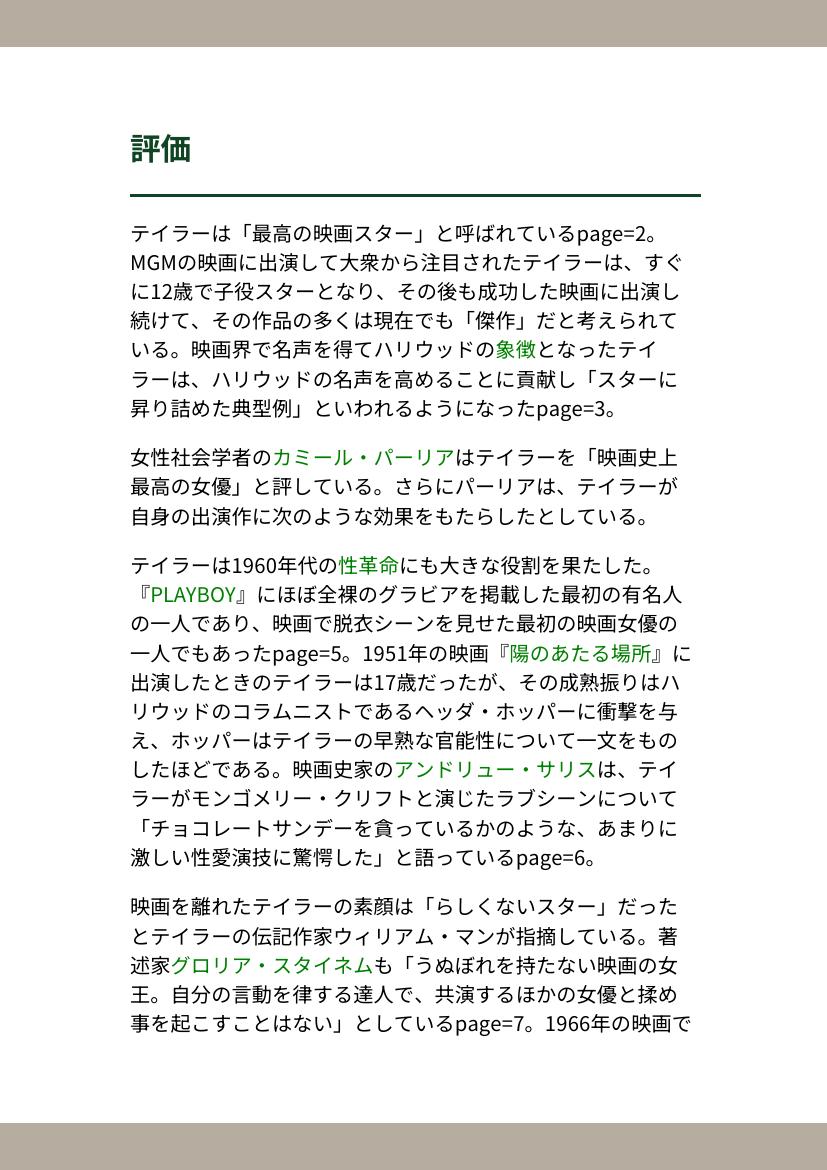 評価
テイラーは「最高の映画スター」と呼ばれているpage=2。
MGMの映画に出演して大衆から注目されたテイラーは、すぐ
に12歳で子役スターとなり、その後も成功した映画に出演し
続けて、その作品の多くは現在でも「傑作」だと考えられて
いる。映画界で名声を得てハリウッドの象徴となったテイ
ラーは、ハリウッドの名声を高めることに貢献し「スターに
昇り詰めた典型例」といわれるようになったpage=3。
女性社会学者のカミール・パーリアはテイラーを「映画史上
最高の女優」と評している。さらにパーリアは、テイラーが
自身の出演作に次のような効果をもたらしたとしている。
テイラーは1960年代の性革命にも大きな役割を果たした。
『PLAYBOY』にほぼ全裸のグラビアを掲載した最初の有名人
の一人であり、映画で脱衣シーンを見せた最初の映画女優の
一人でもあったpage=5。1951年の映画『陽のあたる場所』に
出演したときのテイラーは17歳だったが、その成熟振りはハ
リウッドのコラムニストであるヘッダ・ホッパーに衝撃を与
え、ホッパーはテイラーの早熟な官能性について一文をもの
したほどである。映画史家のアンドリュー・サリスは、テイ
ラーがモンゴメリー・クリフトと演じたラブシーンについて
「チョコレートサンデーを貪っているかのような、あまりに
激しい性愛演技に驚愕した」と語っているpage=6。
映画を離れたテイラーの素顔は「らしくないスター」だった
とテイラーの伝記作家ウィリアム・マンが指摘している。著
述家グロリア・スタイネムも「うぬぼれを持たない映画の女
王。自分の言動を律する達人で、共演するほかの女優と揉め
事を起こすことはない」としているpage=7。1966年の映画で